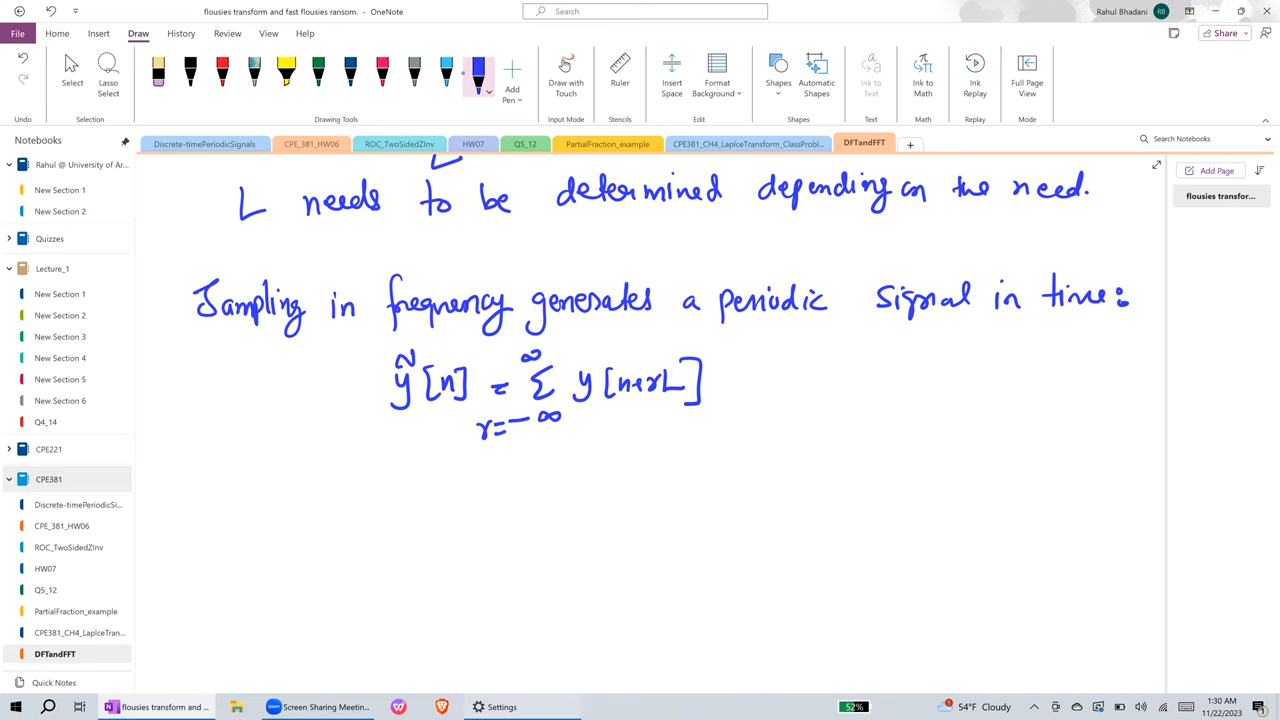 flousies transform and fast flousies ransom. - OneNote
Search
Rahul Bhadani
RB
File
Home
Insert
Draw
History
Review
View
Help
Share
Undo
Select
Lasso Select
Add Pen
Draw with Touch
Ruler
Insert Space
Format Background
Shapes
Automatic Shapes
Ink to Text
Ink to Math
Ink Replay
Full Page View
Selection
Drawing Tools
Input Mode
Stencils
Edit
Shapes
Text
Math
Mode
Notebooks
Discrete-timePeriodicSignals
CPE_381_HW06
ROC_TwoSidedZInv
HW07
Q5_12
PartialFraction_example
CPE381_CH4_LaplceTransform_ClassProbl...
DFTandFFT
Search Notebooks
Rahul @ University of Ar...
New Section 1
New Section 2
Quizzes
Lecture_1
New Section 1
New Section 2
New Section 3
New Section 4
New Section 5
New Section 6
Q4_14
CPE221
CPE381
Discrete-timePeriodicSi...
CPE_381_HW06
ROC_TwoSidedZInv
HW07
Q5_12
PartialFraction_example
CPE381_CH4_LaplceTran...
DFTandFFT
Quick Notes
L needs to be determined depending on the need.
Sampling in frequency generates a periodic signal in time:
ỹ[n] = ∞∑r=-∞ y[n+rL]
Add Page
flousies transfor...
flousies transform and ...
Screen Sharing Meetin...
Settings
52%
54°F Cloudy
1:30 AM
11/22/2023